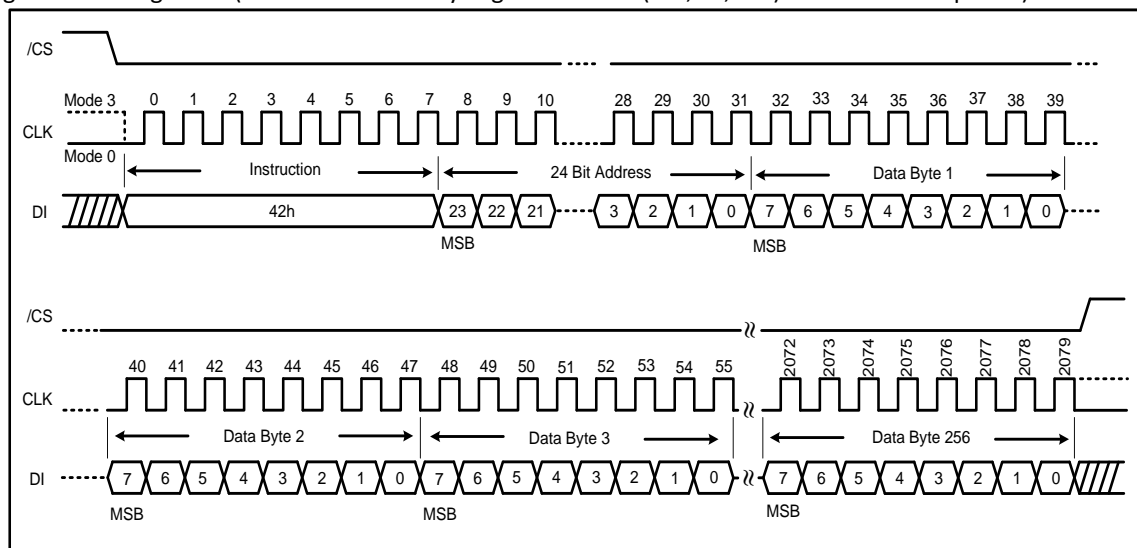 /CS
Mode 3 0 1 2 3 4 5 6 7 8 9 10 28 29 30 31 32 33 34 35 36 37 38 39
CLK
Mode 0
Instruction 24 Bit Address Data Byte 1
DI 42h 23 22 21 3 2 1 0 7 6 5 4 3 2 1 0
MSB MSB
/CS
40 41 42 43 44 45 46 47 48 49 50 51 52 53 54 55 2072 2073 2074 2075 2076 2077 2078 2079
CLK
Data Byte 2 Data Byte 3 Data Byte 256
DI 7 6 5 4 3 2 1 0 7 6 5 4 3 2 1 0 7 6 5 4 3 2 1 0
MSB MSB MSB